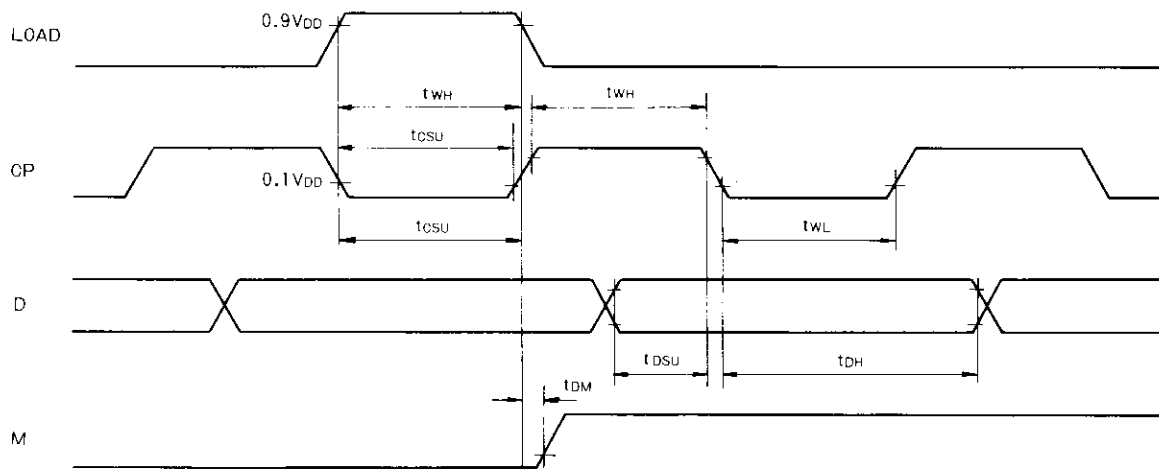 LOAD
0.9VDD
tWH
tWH
tCSU
CP
0.1VDD
tCSU
tWL
D
tDSU
tDH
tDM
M